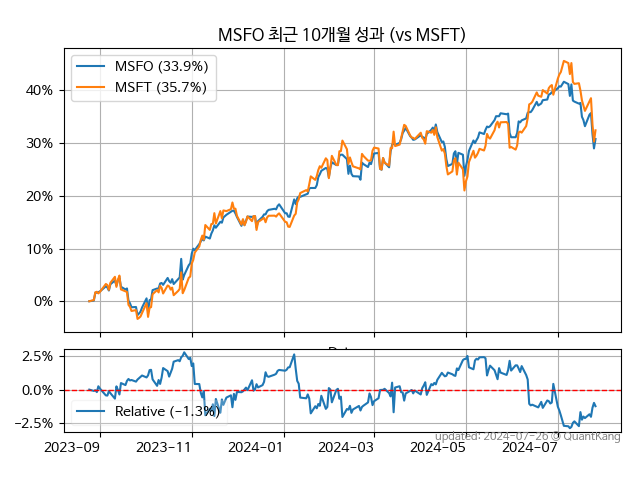 MSFO 최근 10개월 성과 (vs MSFT)
MSFO (33.9%)
MSFT (35.7%)
40%
30%
20%
10%
0%
2.5%
0.0%
−2.5%
Relative (−1.3%)
2023-09
2023-11
2024-01
2024-03
2024-05
2024-07
updated: 2024-07-26 © QuantKang